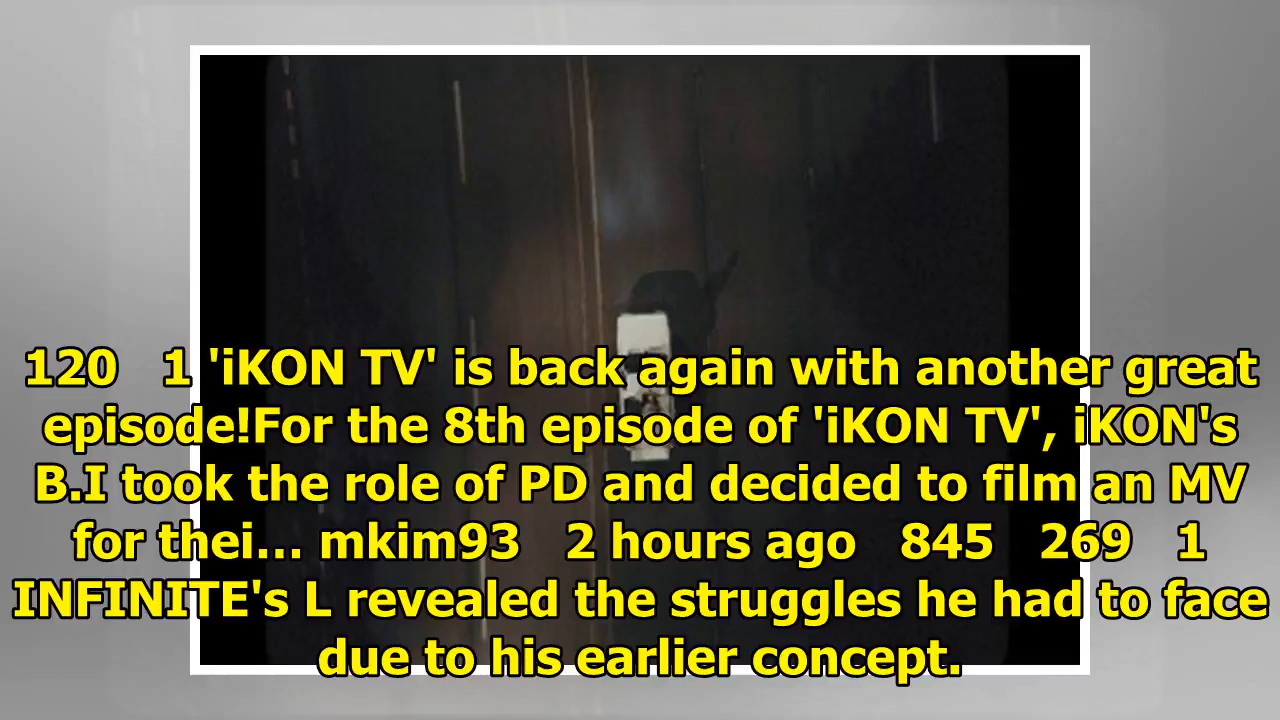 120 1 'iKON TV' is back again with another great
episode!For the 8th episode of 'iKON TV', iKON's
B.I took the role of PD and decided to film an MV
for thei... mkim93 2 hours ago 845 269 1
INFINITE's L revealed the struggles he had to face
due to his earlier concept.